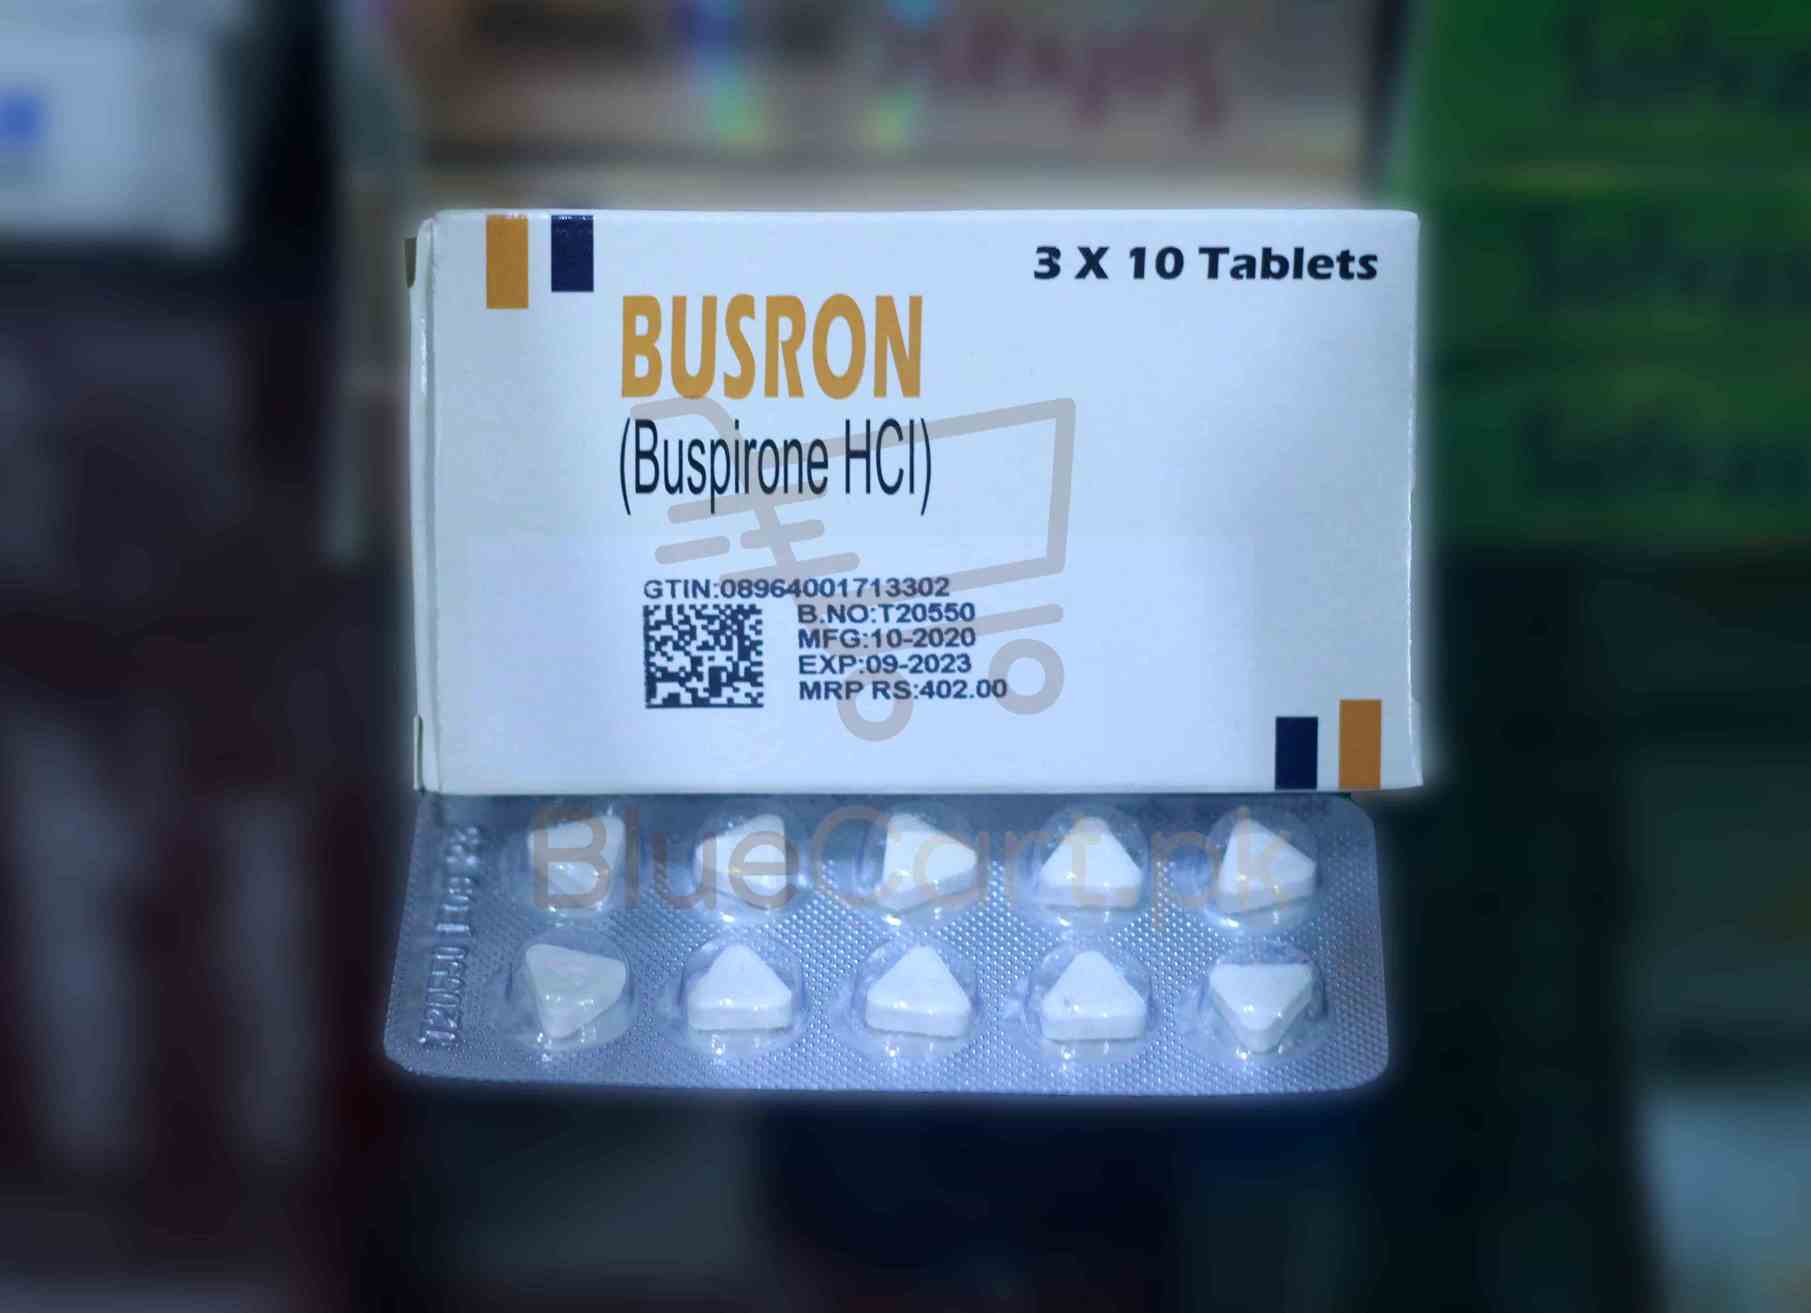 3 X 10 Tablets
BUSRON
(Buspirone HCl)
GTIN:08964001713302
B.NO:T20550
MFG:10-2020
EXP:09-2023
MRP RS:402.00
BlueCart.pk